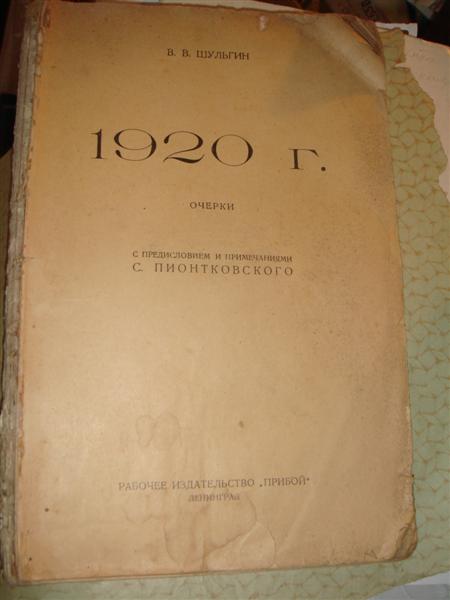 В. В. ШУЛЬГИН
1920 г.
ОЧЕРКИ
С ПРЕДИСЛОВИЕМ И ПРИМЕЧАНИЯМИ
С. ПИОНТКОВСКОГО
РАБОЧЕЕ ИЗДАТЕЛЬСТВО „ПРИБОЙ"
ЛЕНИНГРАД